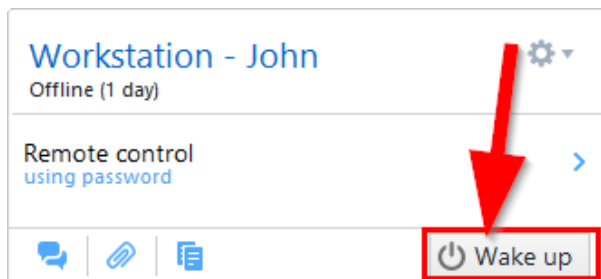 Workstation - John
Offline (1 day)
Remote control
using password
Wake up